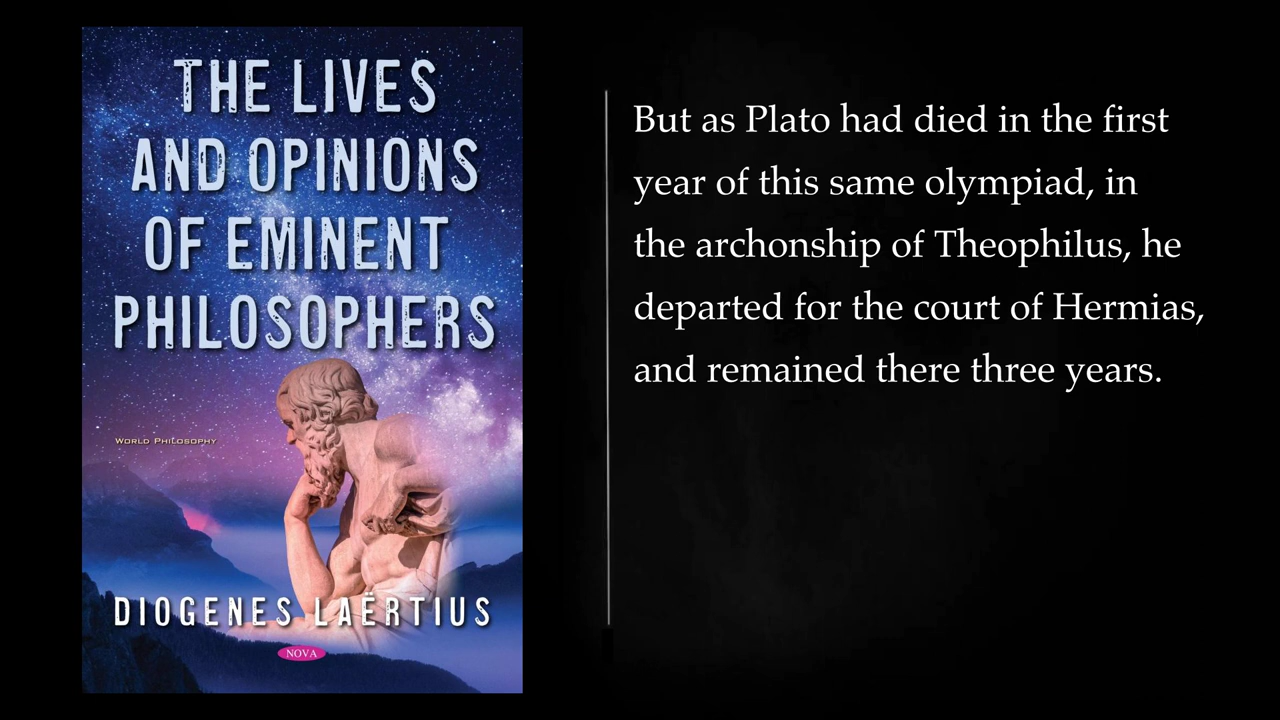 THE LIVES
AND OPINIONS
OF EMINENT
PHILOSOPHERS
WORLD PHILOSOPHY
DIOGENES LAËRTIUS
NOVA
But as Plato had died in the first
year of this same olympiad, in
the archonship of Theophilus, he
departed for the court of Hermias,
and remained there three years.